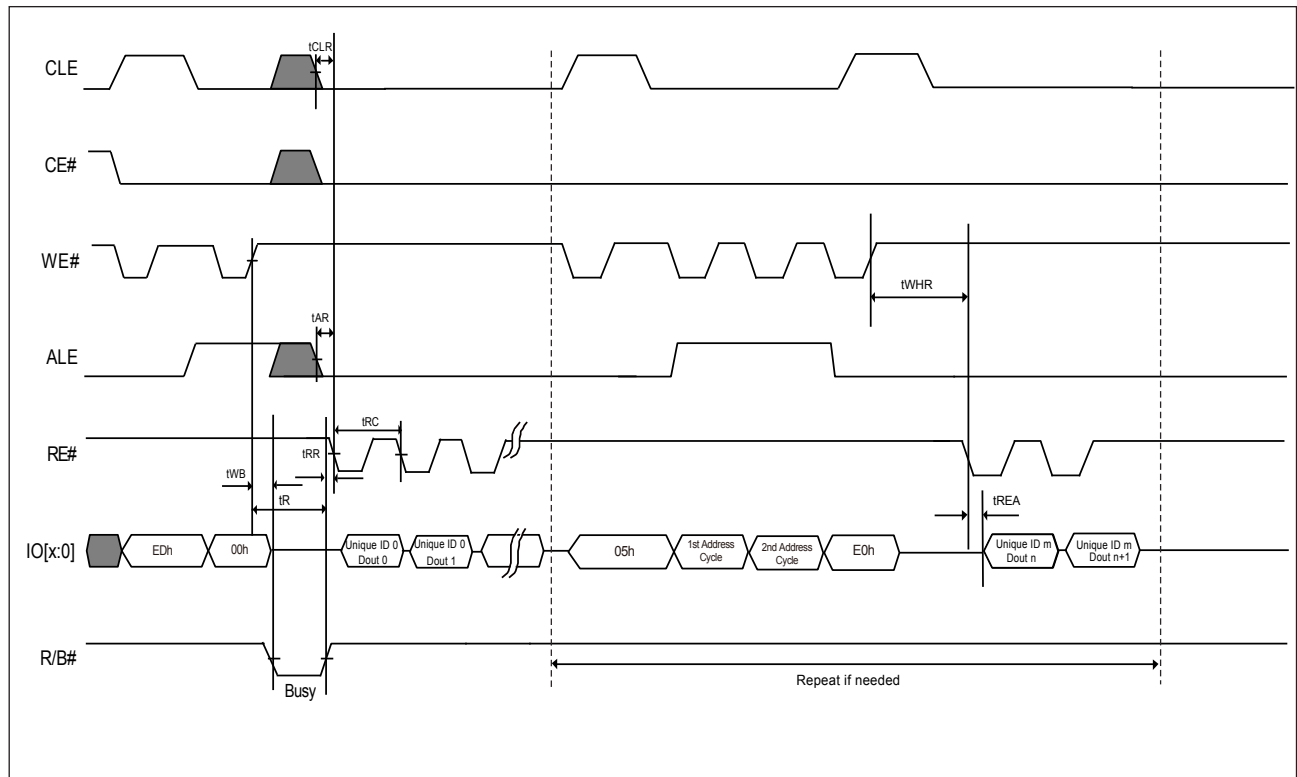 tCLR
CLE
CE#
WE#
tWHR
tAR
ALE
tRC
RE#
tRR
tWB
tR
tREA
IO[x:0]
EDh
00h
Unique ID 0
Dout 0
Unique ID 0
Dout 1
05h
1st Address
Cycle
2nd Address
Cycle
E0h
Unique ID m
Dout n
Unique ID m
Dout n+1
R/B#
Busy
Repeat if needed